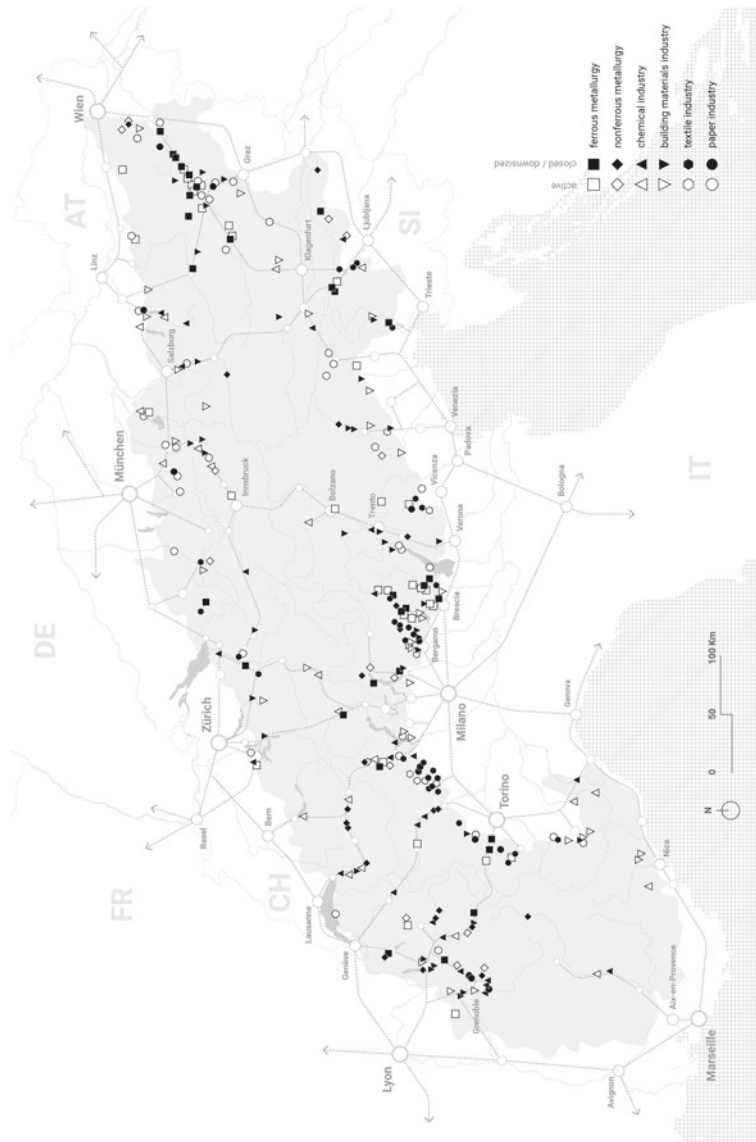 closed / downsized
active
ferrous metallurgy
nonferrous metallurgy
chemical industry
building materials industry
textile industry
paper industry
AT
DE
FR
CH
SI
IT
Wien
Linz
Graz
Salzburg
Klagenfurt
Ljubljana
Trieste
München
Innsbruck
Bolzano
Trento
Venezia
Padova
Vicenza
Verona
Bologna
Brescia
Bergamo
Milano
Zürich
Basel
Bern
Lausanne
Genève
Torino
Genova
Nice
Lyon
Grenoble
Avignon
Aix-en-Provence
Marseille
N
0 50 100 Km